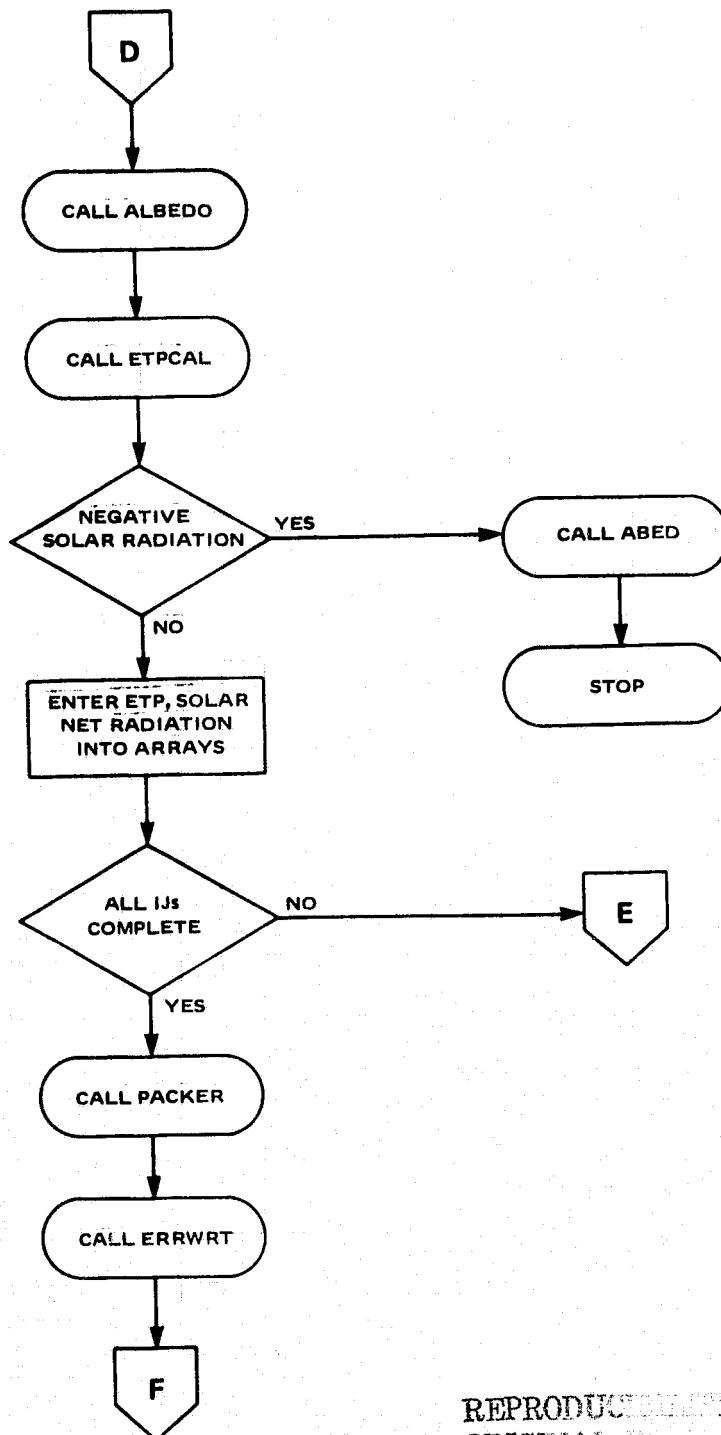 D
CALL ALBEDO
CALL ETPCAL
NEGATIVE
SOLAR RADIATION
YES
CALL ABED
NO
STOP
ENTER ETP, SOLAR
NET RADIATION
INTO ARRAYS
ALL IJs
COMPLETE
NO
E
YES
CALL PACKER
CALL ERRWRT
F